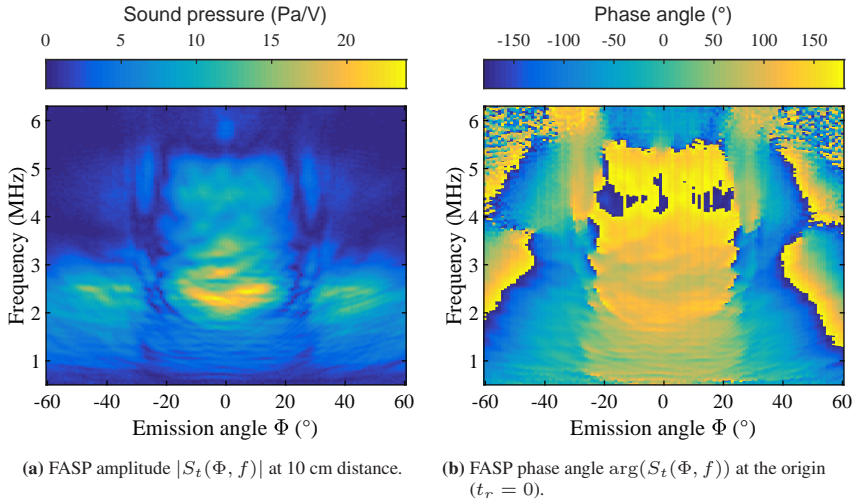 Sound pressure (Pa/V)
0 5 10 15 20
Frequency (MHz)
6
5
4
3
2
1
-60 -40 -20 0 20 40 60
Emission angle Φ (°)
(a) FASP amplitude |S_t(Φ, f)| at 10 cm distance.
Phase angle (°)
-150 -100 -50 0 50 100 150
Frequency (MHz)
6
5
4
3
2
1
-60 -40 -20 0 20 40 60
Emission angle Φ (°)
(b) FASP phase angle arg(S_t(Φ, f)) at the origin
(t_r = 0).